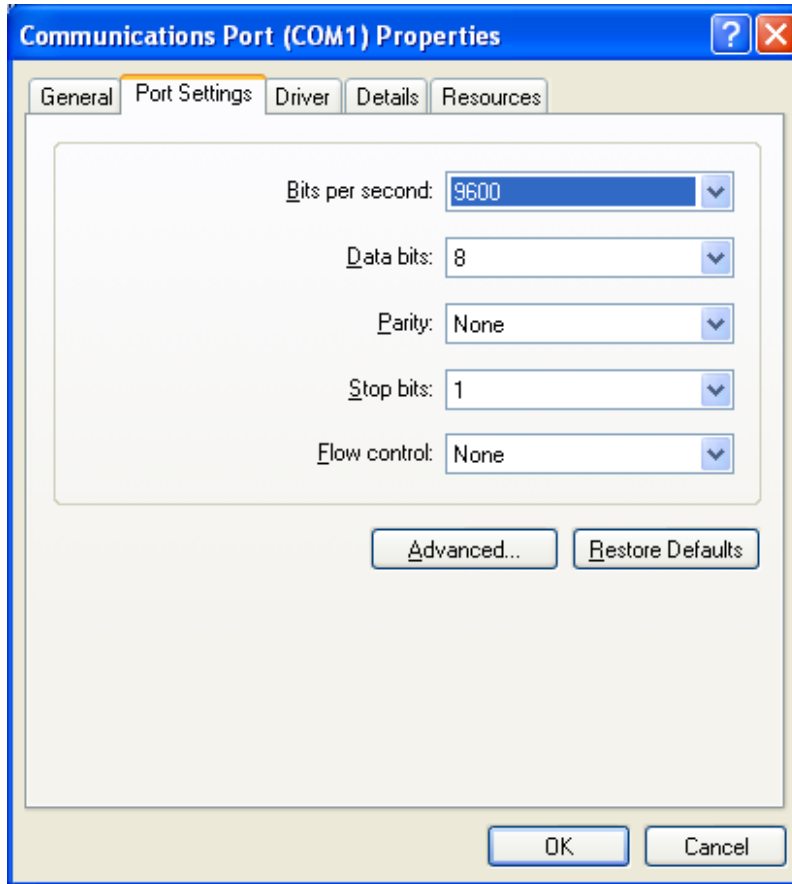 Communications Port (COM1) Properties ?
General Port Settings Driver Details Resources
Bits per second: 9600
Data bits: 8
Parity: None
Stop bits: 1
Flow control: None
Advanced... Restore Defaults
OK Cancel